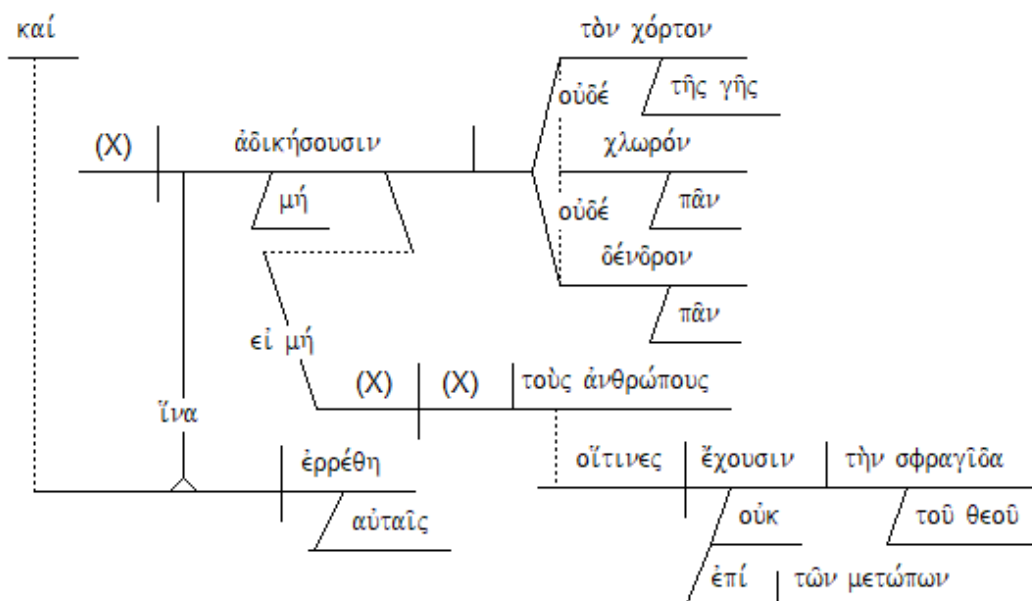 καί
τὸν χόρτον
οὐδέ
τῆς γῆς
(X)
ἀδικήσουσιν
χλωρόν
μή
οὐδέ
πᾶν
δένδρον
πᾶν
εἰ μή
(X)
(X)
τοὺς ἀνθρώπους
ἵνα
ἐρρέθη
οἵτινες
ἔχουσιν
τὴν σφραγῖδα
αὐταῖς
οὐκ
τοῦ θεοῦ
ἐπί
τῶν μετώπων